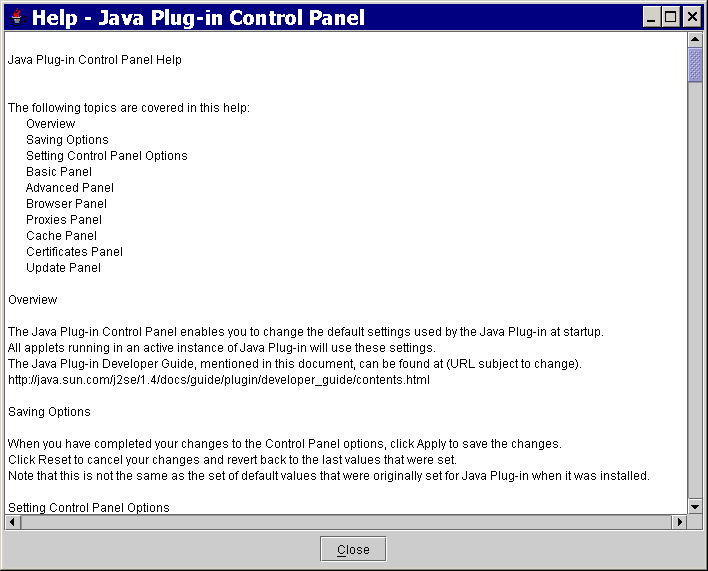 Help - Java Plug-in Control Panel
Java Plug-in Control Panel Help
The following topics are covered in this help:
Overview
Saving Options
Setting Control Panel Options
Basic Panel
Advanced Panel
Browser Panel
Proxies Panel
Cache Panel
Certificates Panel
Update Panel
Overview
The Java Plug-in Control Panel enables you to change the default settings used by the Java Plug-in at startup.
All applets running in an active instance of Java Plug-in will use these settings.
The Java Plug-in Developer Guide, mentioned in this document, can be found at (URL subject to change).
http://java.sun.com/j2se/1.4/docs/guide/plugin/developer_guide/contents.html
Saving Options
When you have completed your changes to the Control Panel options, click Apply to save the changes.
Click Reset to cancel your changes and revert back to the last values that were set.
Note that this is not the same as the set of default values that were originally set for Java Plug-in when it was installed.
Setting Control Panel Options
Close